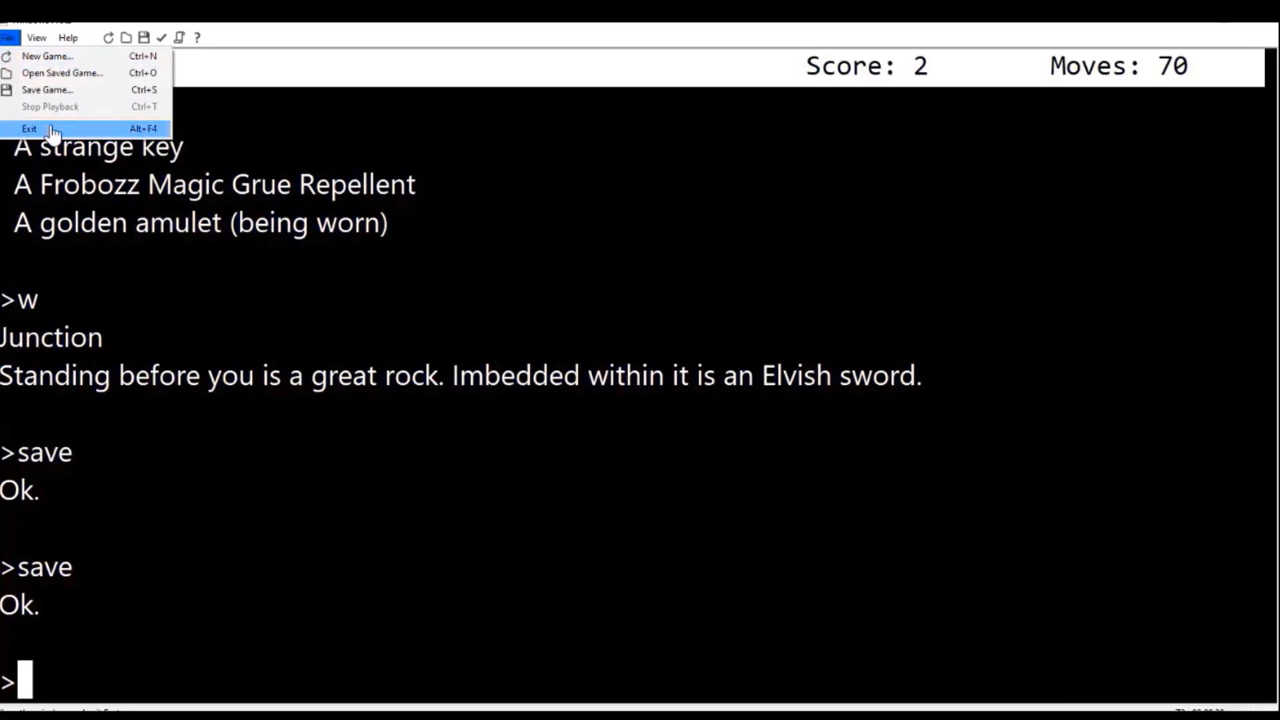 File View Help
New Game... Ctrl+N
Open Saved Game... Ctrl+O
Save Game... Ctrl+S
Stop Playback Ctrl+T
Exit Alt+F4
Score: 2 Moves: 70
A strange key
A Frobozz Magic Grue Repellent
A golden amulet (being worn)
>w
Junction
Standing before you is a great rock. Imbedded within it is an Elvish sword.
>save
Ok.
>save
Ok.
>